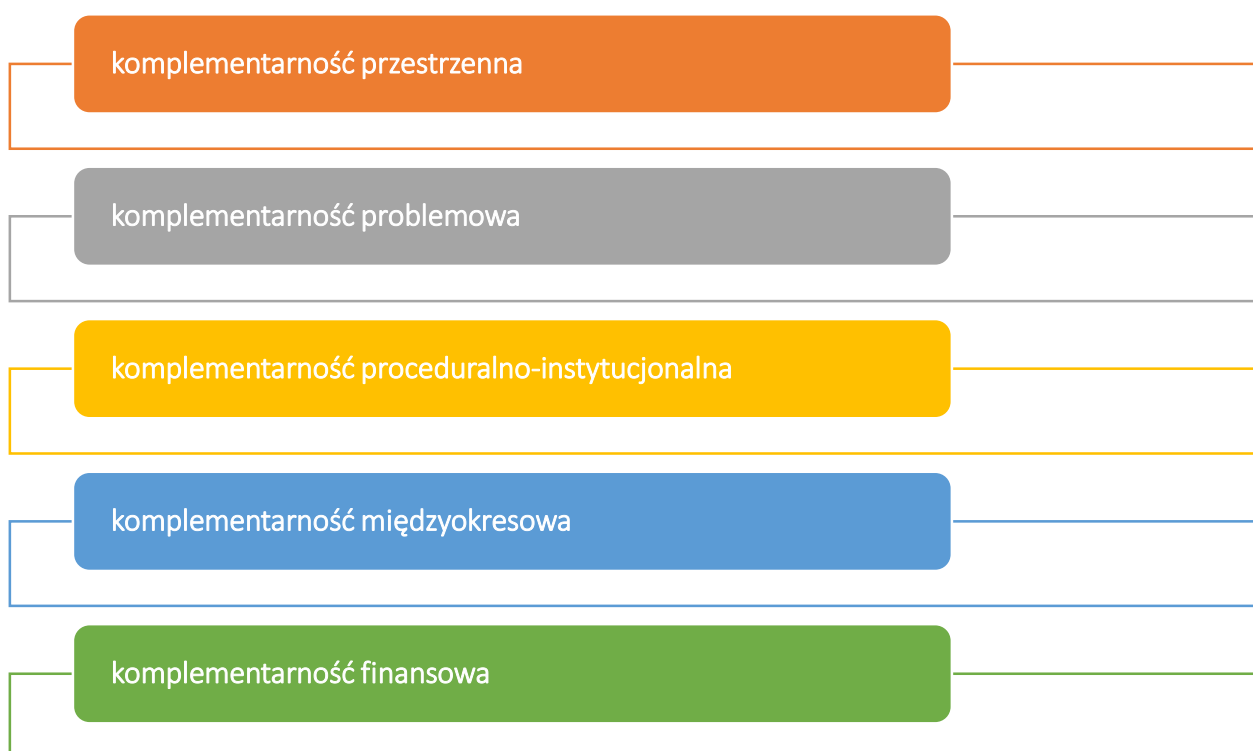 komplementarność przestrzenna
komplementarność problemowa
komplementarność proceduralno-instytucjonalna
komplementarność międzyokresowa
komplementarność finansowa